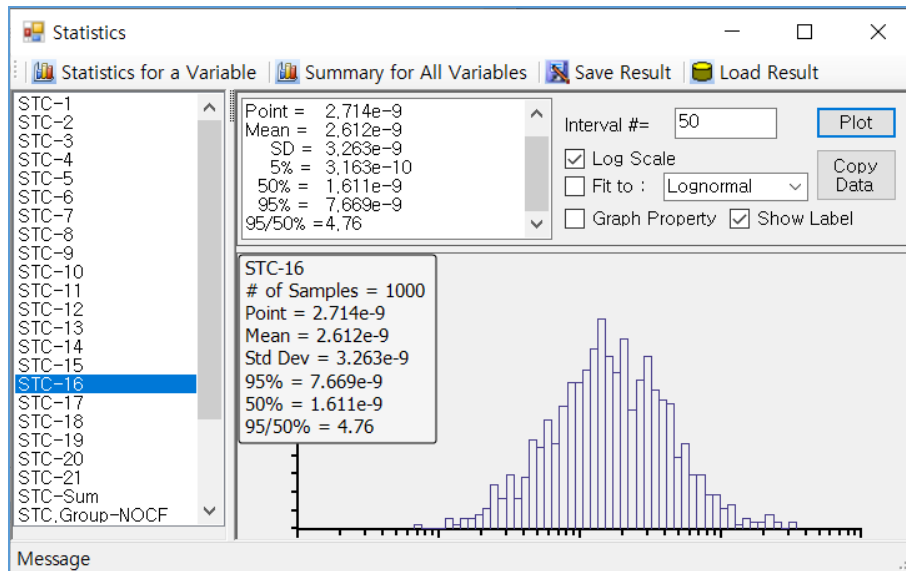 Statistics
Statistics for a Variable Summary for All Variables Save Result Load Result
STC-1
STC-2
STC-3
STC-4
STC-5
STC-6
STC-7
STC-8
STC-9
STC-10
STC-11
STC-12
STC-13
STC-14
STC-15
STC-16
STC-17
STC-18
STC-19
STC-20
STC-21
STC-Sum
STC.Group-NOCF
Point = 2.714e-9
Mean = 2.612e-9
SD = 3.263e-9
5% = 3.163e-10
50% = 1.611e-9
95% = 7.669e-9
95/50% =4.76
Interval #= 50
Plot
Log Scale
Copy Data
Fit to : Lognormal
Graph Property Show Label
STC-16
# of Samples = 1000
Point = 2.714e-9
Mean = 2.612e-9
Std Dev = 3.263e-9
95% = 7.669e-9
50% = 1.611e-9
95/50% = 4.76
Message